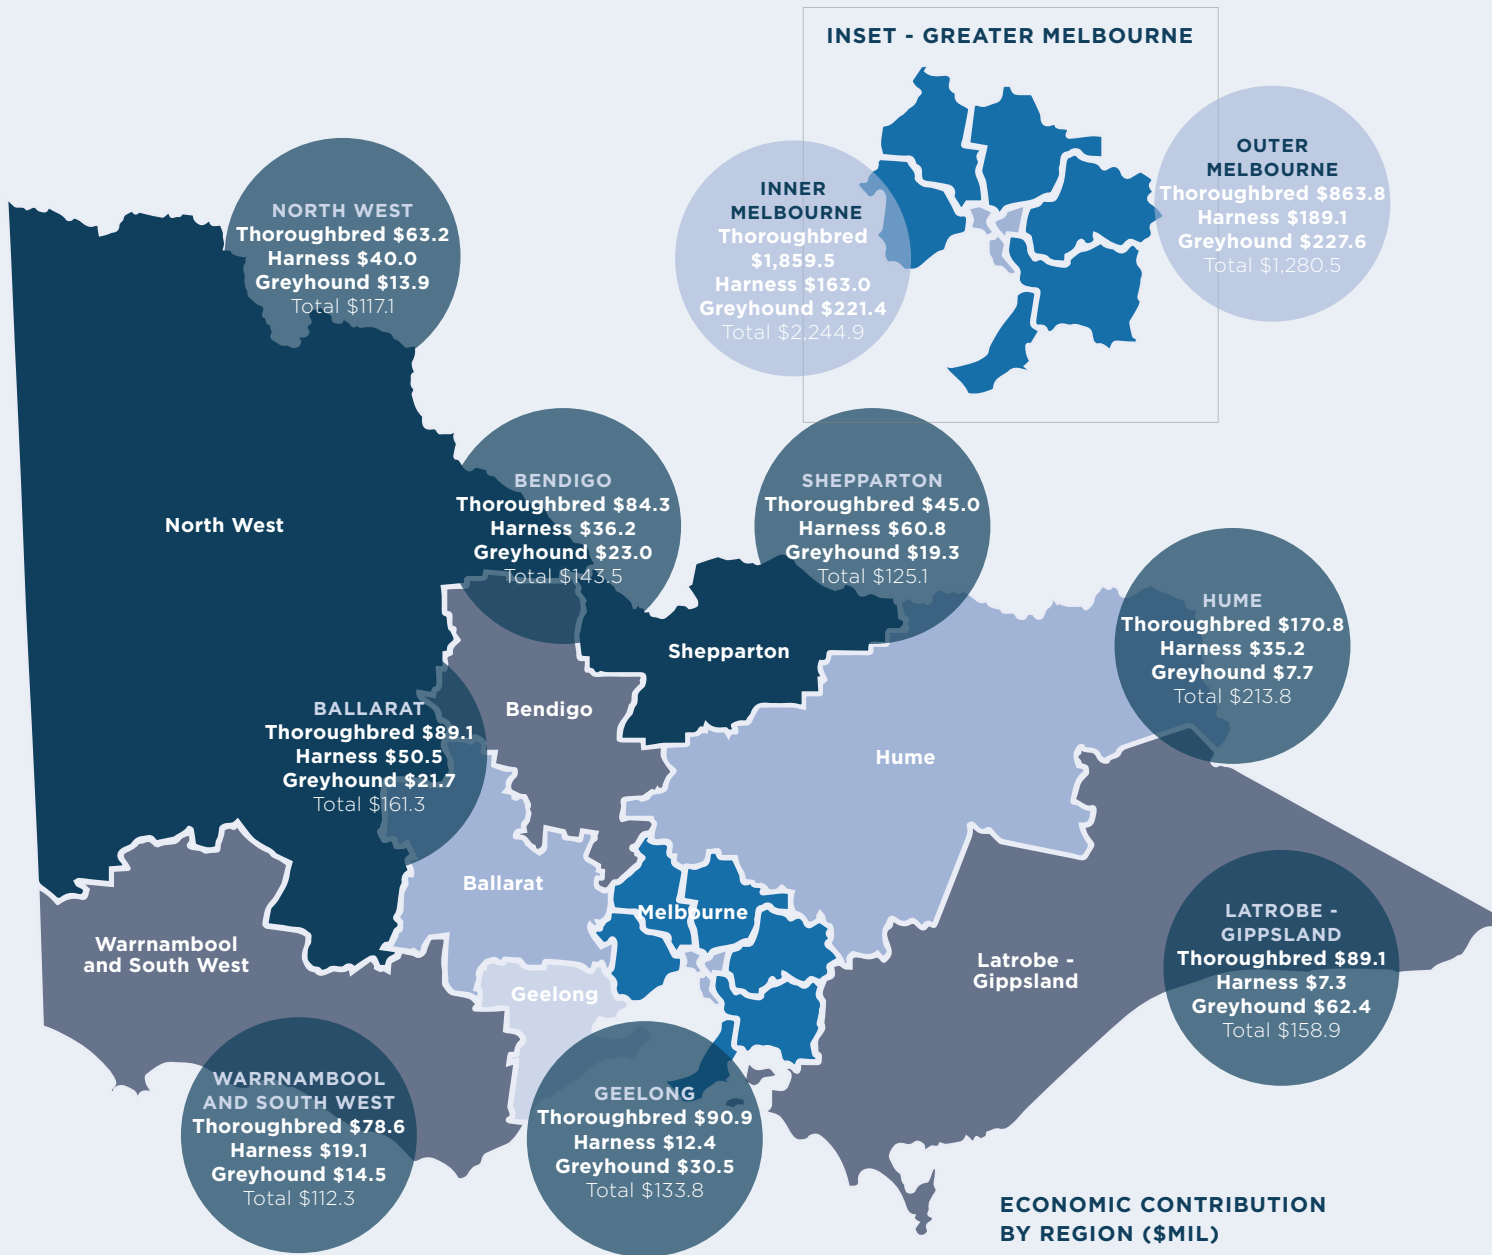 INSET - GREATER MELBOURNE
OUTER
MELBOURNE
Thoroughbred $863.8
Harness $189.1
Greyhound $227.6
Total $1,280.5
INNER
MELBOURNE
Thoroughbred
$1,859.5
Harness $163.0
Greyhound $221.4
Total $2,244.9
NORTH WEST
Thoroughbred $63.2
Harness $40.0
Greyhound $13.9
Total $117.1
BENDIGO
Thoroughbred $84.3
Harness $36.2
Greyhound $23.0
Total $143.5
SHEPPARTON
Thoroughbred $45.0
Harness $60.8
Greyhound $19.3
Total $125.1
North West
HUME
Thoroughbred $170.8
Harness $35.2
Greyhound $7.7
Total $213.8
Shepparton
Bendigo
BALLARAT
Thoroughbred $89.1
Harness $50.5
Greyhound $21.7
Total $161.3
Hume
Ballarat
Melbourne
LATROBE -
GIPPSLAND
Thoroughbred $89.1
Harness $7.3
Greyhound $62.4
Total $158.9
Warrnambool
and South West
Latrobe -
Gippsland
Geelong
WARRNAMBOOL
AND SOUTH WEST
Thoroughbred $78.6
Harness $19.1
Greyhound $14.5
Total $112.3
GEELONG
Thoroughbred $90.9
Harness $12.4
Greyhound $30.5
Total $133.8
ECONOMIC CONTRIBUTION
BY REGION ($MIL)